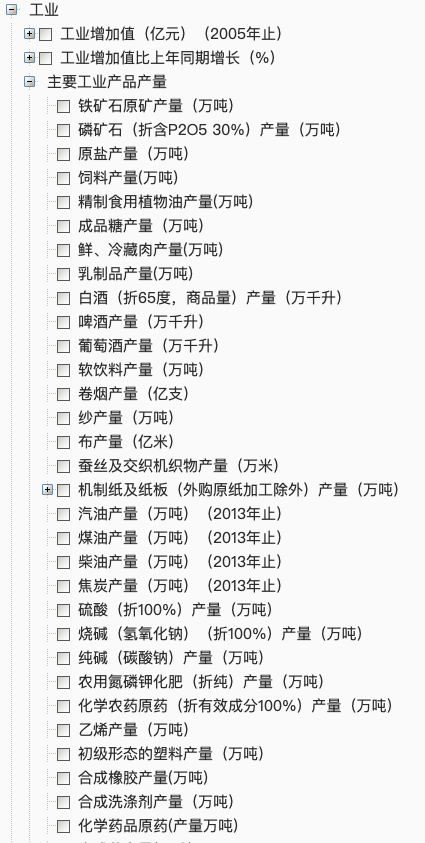 工业
工业增加值（亿元）（2005年止）
工业增加值比上年同期增长（%）
主要工业产品产量
铁矿石原矿产量（万吨）
磷矿石（折含P2O5 30%）产量（万吨）
原盐产量（万吨）
饲料产量(万吨)
精制食用植物油产量(万吨)
成品糖产量（万吨）
鲜、冷藏肉产量(万吨)
乳制品产量(万吨)
白酒（折65度，商品量）产量（万千升）
啤酒产量（万千升）
葡萄酒产量（万千升）
软饮料产量（万吨）
卷烟产量（亿支）
纱产量（万吨）
布产量（亿米）
蚕丝及交织机织物产量（万米）
机制纸及纸板（外购原纸加工除外）产量（万吨）
汽油产量（万吨）（2013年止）
煤油产量（万吨）（2013年止）
柴油产量（万吨）（2013年止）
焦炭产量（万吨）（2013年止）
硫酸（折100%）产量（万吨）
烧碱（氢氧化钠）（折100%）产量（万吨）
纯碱（碳酸钠）产量（万吨）
农用氮磷钾化肥（折纯）产量（万吨）
化学农药原药（折有效成分100%）产量（万吨）
乙烯产量（万吨）
初级形态的塑料产量（万吨）
合成橡胶产量(万吨)
合成洗涤剂产量（万吨）
化学药品原药(产量万吨)